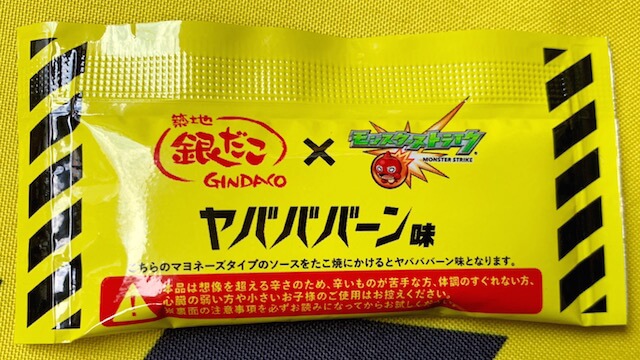 築地
銀だこ
GINDACO
×
モンスターストライク
MONSTER STRIKE
ヤババババーン味
こちらのマヨネーズタイプのソースをたこ焼にかけるとヤババババーン味となります。
本品は想像を超える辛さのため、辛いものが苦手な方、体調のすぐれない方、
心臓の弱い方や小さいお子様のご使用はお控えください。
※裏面の注意事項を必ずお読みになってからお試しください。